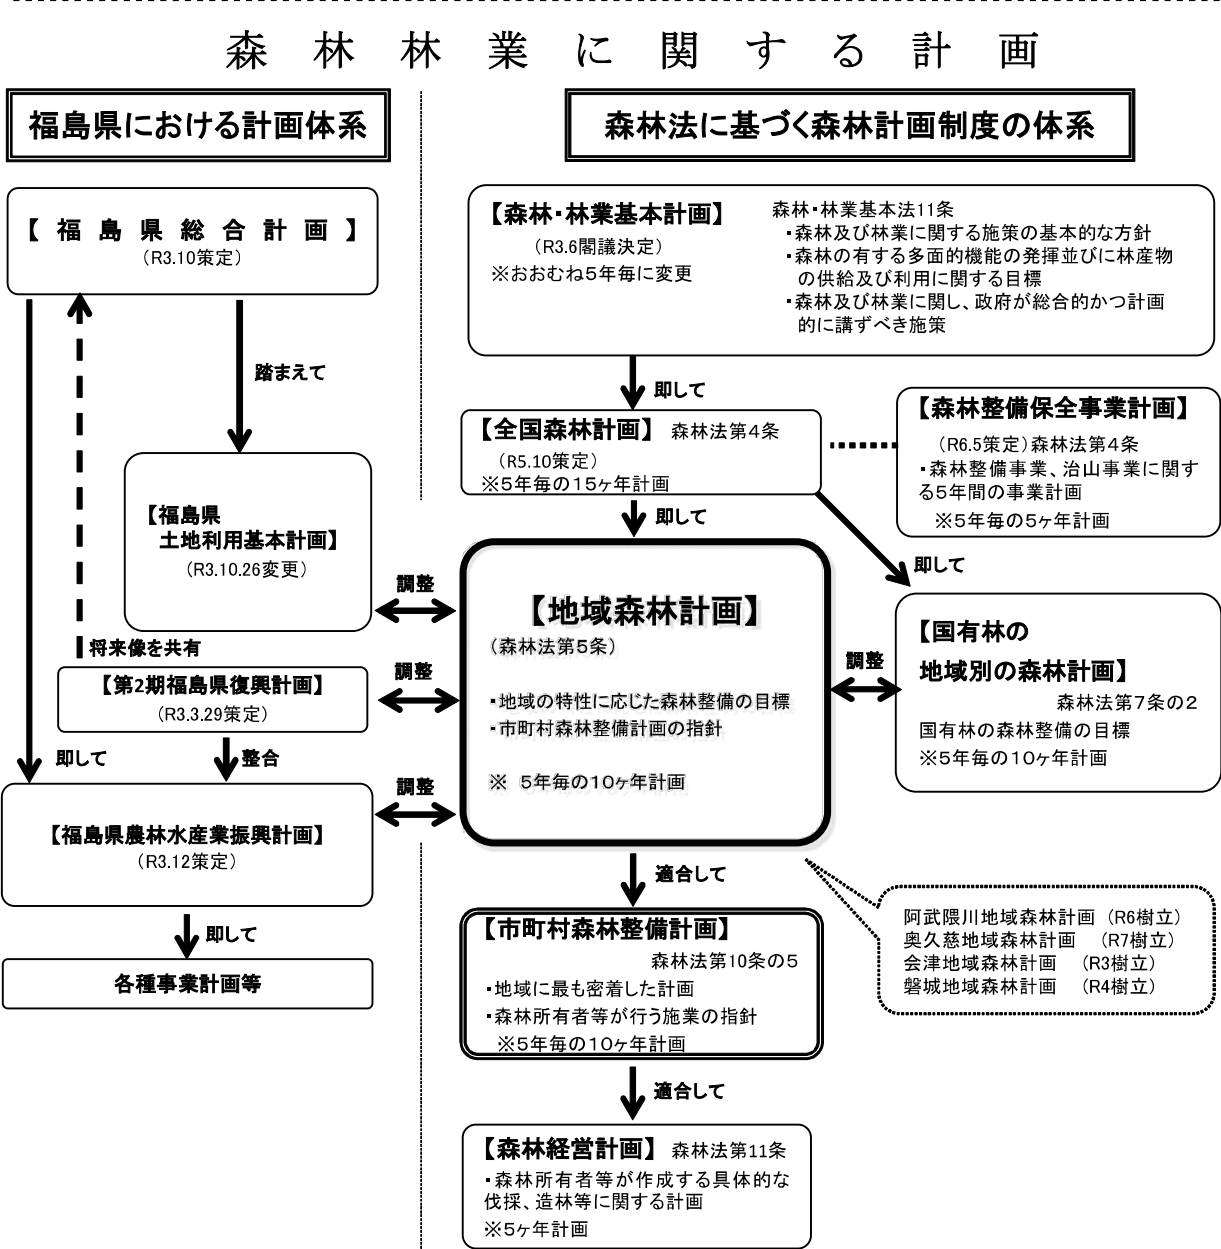 森林林業に関する計画
福島県における計画体系
【福島県総合計画】
(R3.10策定)
踏まえて
【福島県
土地利用基本計画】
(R3.10.26変更)
将来像を共有
【第2期福島県復興計画】
(R3.3.29策定)
即して
整合
【福島県農林水産業振興計画】
(R3.12策定)
即して
各種事業計画等
調整
調整
調整
森林法に基づく森林計画制度の体系
【森林・林業基本計画】
(R3.6閣議決定)
※おおむね5年毎に変更
森林・林業基本法11条
・森林及び林業に関する施策の基本的な方針
・森林の有する多面的機能の発揮並びに林産物
の供給及び利用に関する目標
・森林及び林業に関し、政府が総合的かつ計画
的に講ずべき施策
即して
【全国森林計画】 森林法第4条
(R5.10策定)
※5年毎の15ヶ年計画
【森林整備保全事業計画】
(R6.5策定)森林法第4条
・森林整備事業、治山事業に関す
る5年間の事業計画
※5年毎の5ヶ年計画
即して
即して
【地域森林計画】
(森林法第5条)
・地域の特性に応じた森林整備の目標
・市町村森林整備計画の指針
※ 5年毎の10ヶ年計画
調整
【国有林の
地域別の森林計画】
森林法第7条の2
国有林の森林整備の目標
※5年毎の10ヶ年計画
適合して
阿武隈川地域森林計画 (R6樹立)
奥久慈地域森林計画 (R7樹立)
会津地域森林計画 (R3樹立)
磐城地域森林計画 (R4樹立)
【市町村森林整備計画】
森林法第10条の5
・地域に最も密着した計画
・森林所有者等が行う施業の指針
※5年毎の10ヶ年計画
適合して
【森林経営計画】 森林法第11条
・森林所有者等が作成する具体的な
伐採、造林等に関する計画
※5ヶ年計画